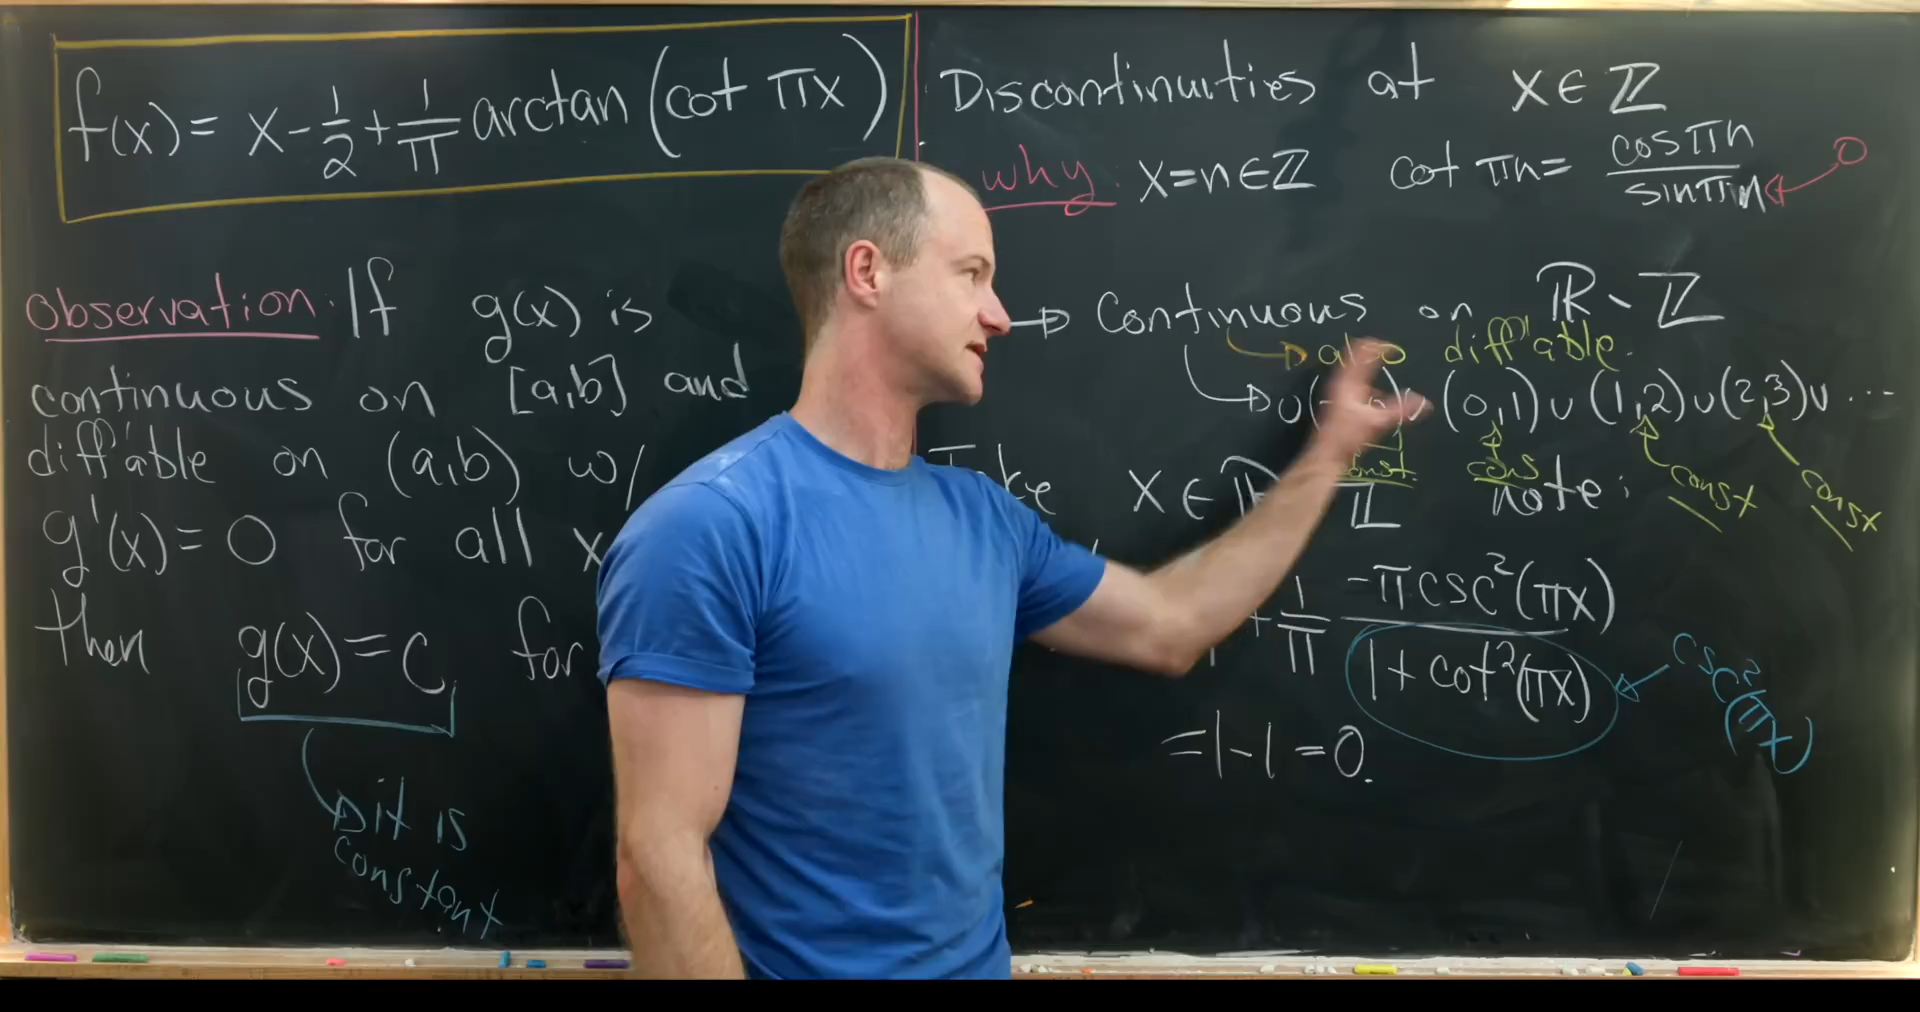 f(x) = x - 1/2 + 1/π arctan (cot πx)
Observation: If g(x) is
continuous on [a,b] and
diff'able on (a,b) w/
g'(x) = 0 for all x
then g(x) = C for
it is
constant
Discontinuities at x ∈ ℤ
why: x = n ∈ ℤ cot πn = cos πn / sin πn 0
Continuous on ℝ ∖ ℤ
also diff'able.
∪ (0,1) ∪ (1,2) ∪ (2,3) ∪ ...
const. cons const const
x ∈ ℤ note:
+ 1/π -π csc²(πx) / 1 + cot²(πx) csc²(πx)
= 1 - 1 = 0.